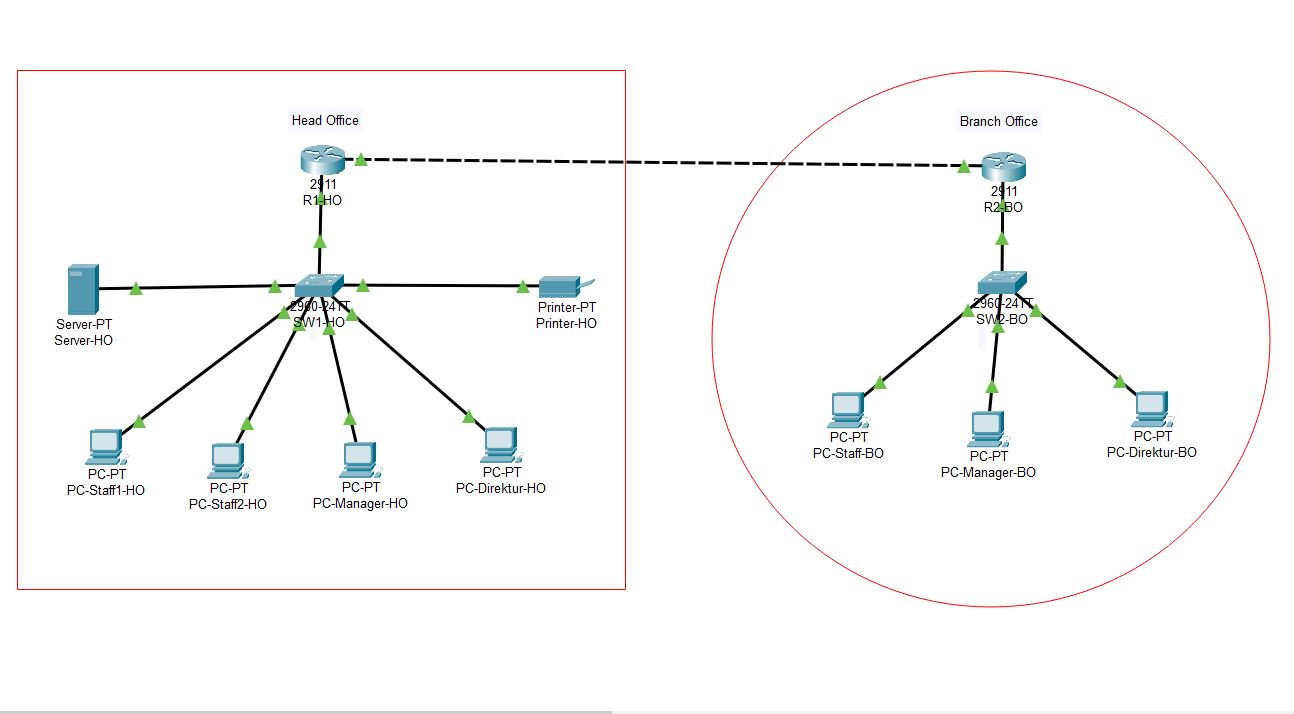 Head Office
Branch Office
2911
R1-HO
2911
R2-BO
2960-24TT
SW1-HO
2960-24TT
SW2-BO
Server-PT
Server-HO
Printer-PT
Printer-HO
PC-PT
PC-Staff1-HO
PC-PT
PC-Staff2-HO
PC-PT
PC-Manager-HO
PC-PT
PC-Direktur-HO
PC-PT
PC-Staff-BO
PC-PT
PC-Manager-BO
PC-PT
PC-Direktur-BO